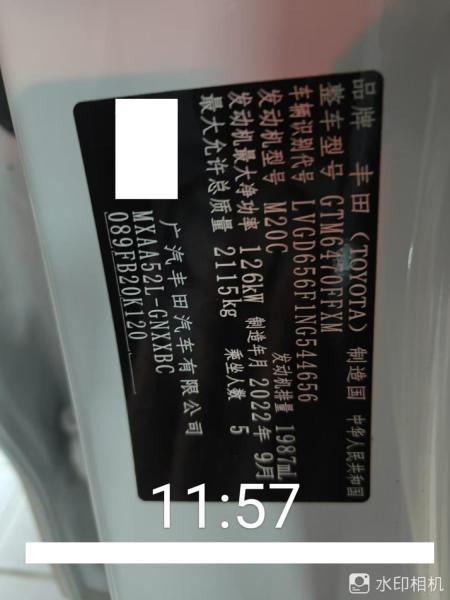 品牌 丰田 (TOYOTA) 制造国 中华人民共和国
整车型号
车辆识别代号 LVGD656F1NG544656
发动机型号 M20C 发动机排量 1987mL
发动机最大净功率 126kW 制造年月 2022年 9月
最大允许总质量 2115kg 乘坐人数 5
广汽丰田汽车有限公司
MXAA52L-GNXXBC
089FB20K120
11:57
水印相机